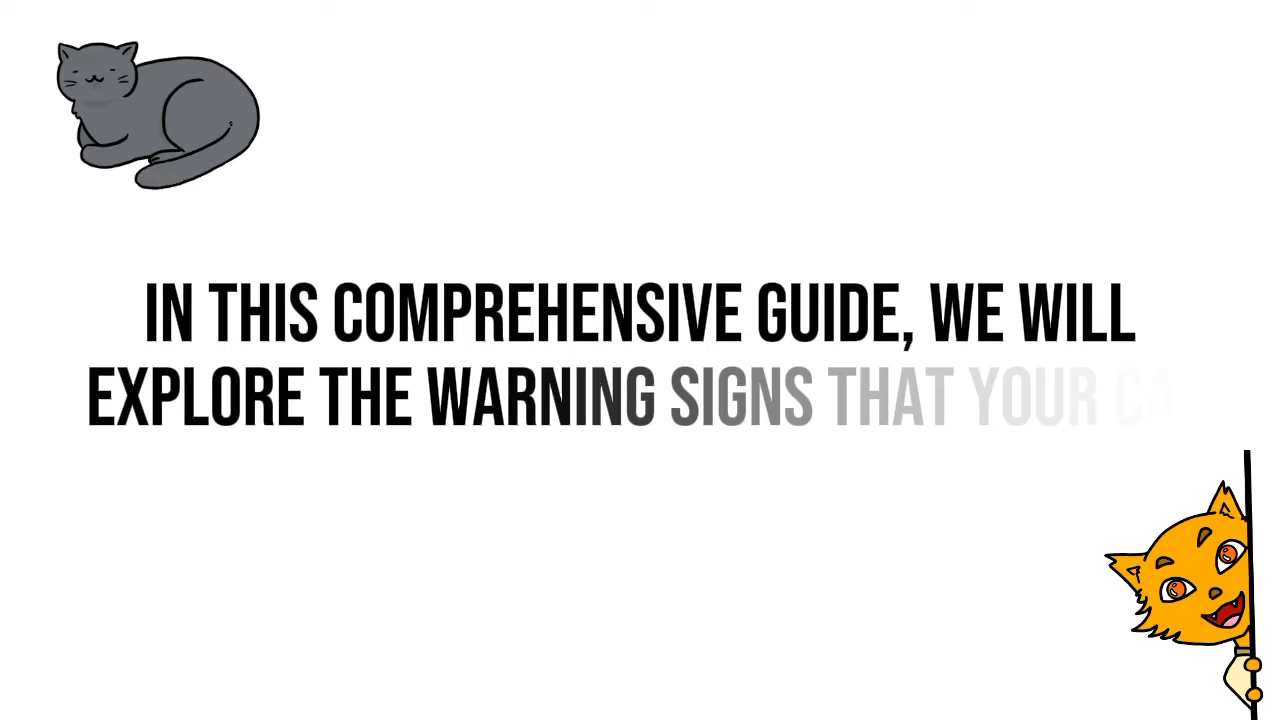 IN THIS COMPREHENSIVE GUIDE, WE WILL
EXPLORE THE WARNING SIGNS THAT YOUR